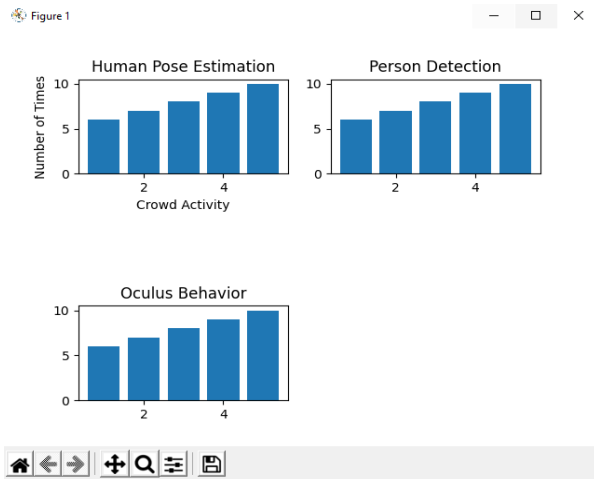 Figure 1
Human Pose Estimation
Number of Times
10
5
0
2 4
Crowd Activity
Person Detection
10
5
0
2 4
Oculus Behavior
10
5
0
2 4